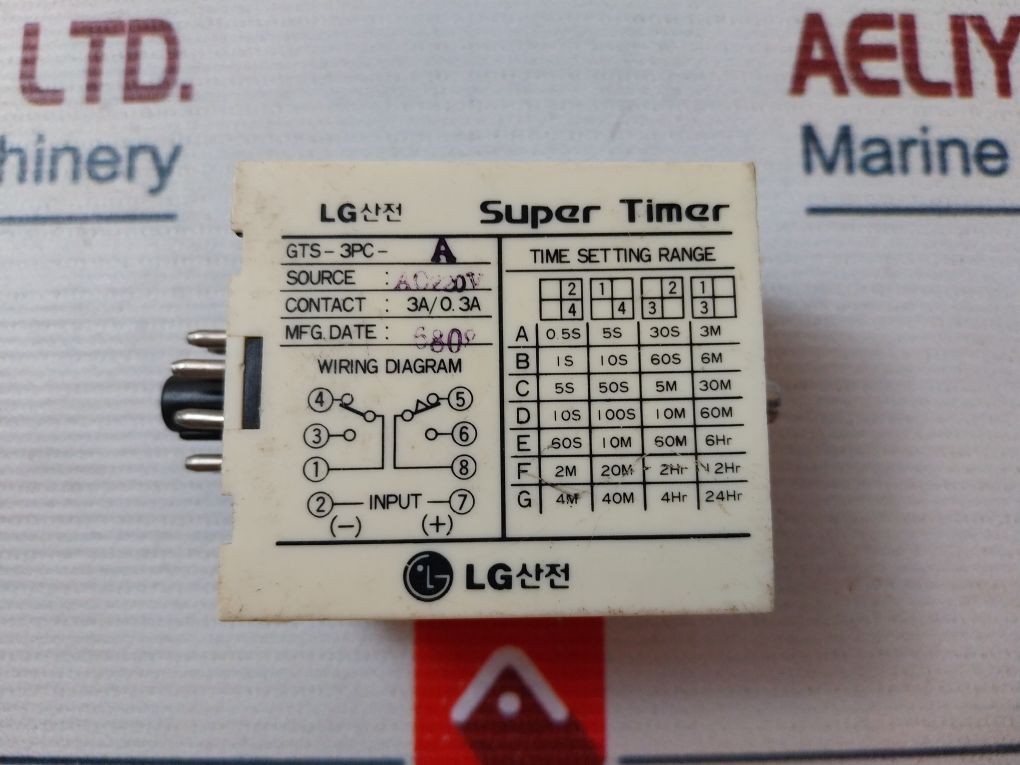 LTD.
AELIY
hinery
Marine
LG산전 Super Timer
GTS-3PC- A
SOURCE : AC220V
CONTACT : 3A/0.3A
MFG. DATE :
WIRING DIAGRAM
4 5
3 6
1 8
2 INPUT 7
(-) (+)
TIME SETTING RANGE
2 1 2 1
4 4 3 3
A 0.5S 5S 30S 3M
B 1S 10S 60S 6M
C 5S 50S 5M 30M
D 10S 100S 10M 60M
E 60S 10M 60M 6Hr
F 2M 20M 2Hr 12Hr
G 4M 40M 4Hr 24Hr
LG LG산전